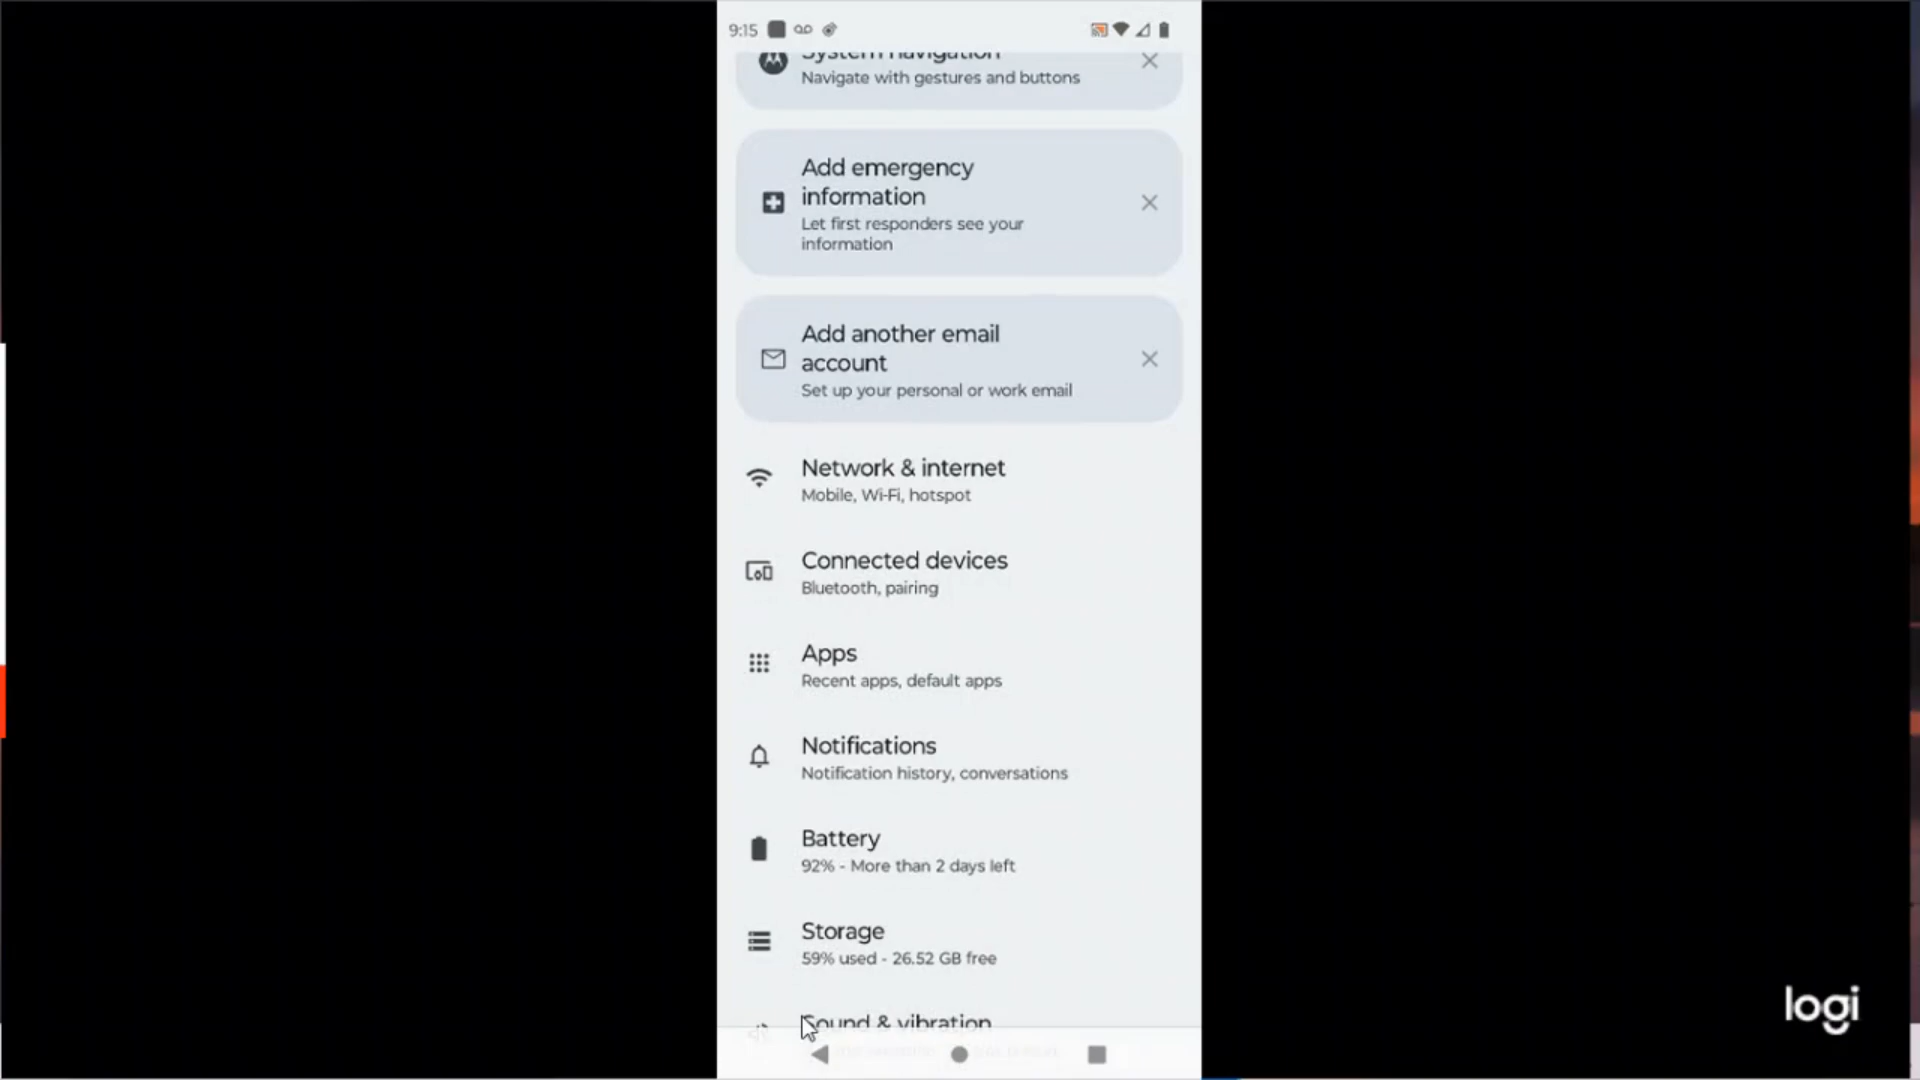 9:15
System navigation
Navigate with gestures and buttons
Add emergency
information
Let first responders see your
information
Add another email
account
Set up your personal or work email
Network & internet
Mobile, Wi-Fi, hotspot
Connected devices
Bluetooth, pairing
Apps
Recent apps, default apps
Notifications
Notification history, conversations
Battery
92% - More than 2 days left
Storage
59% used - 26.52 GB free
Sound & vibration
logi